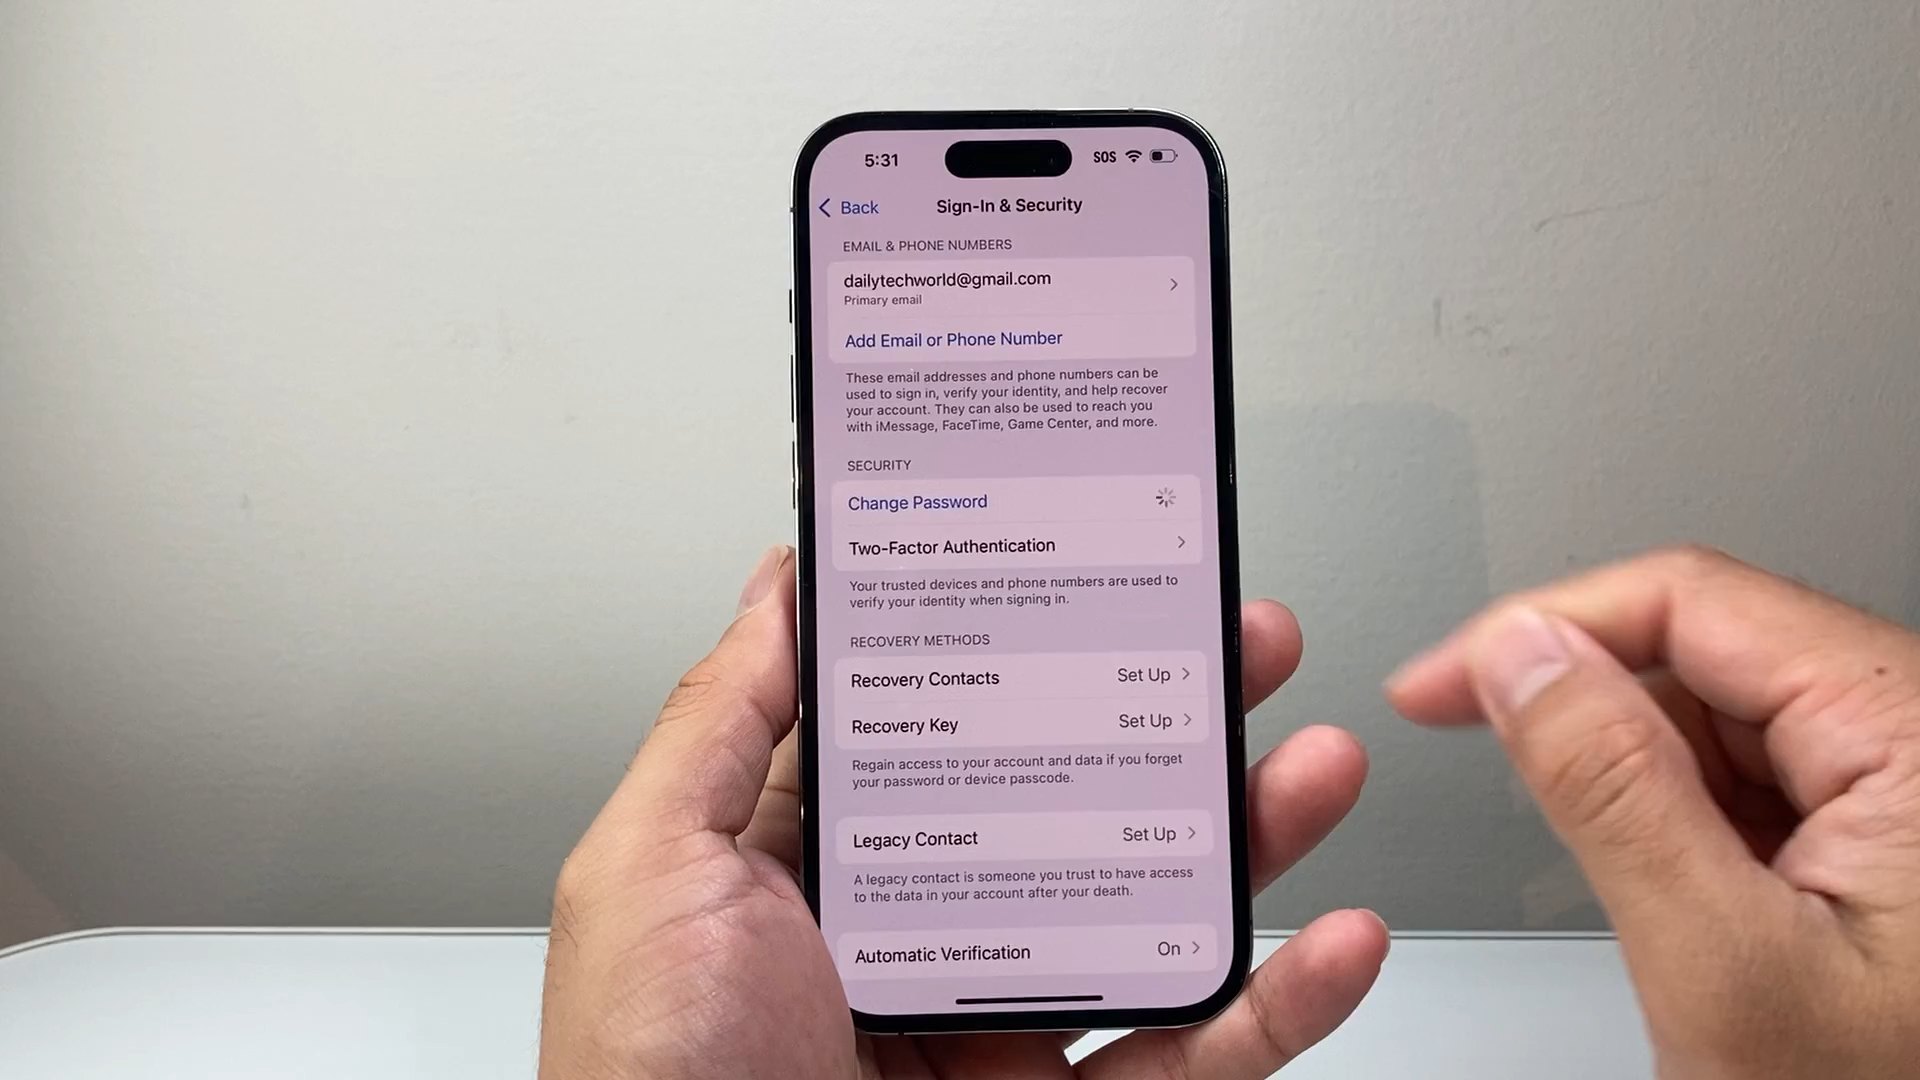 5:31 SOS
Back Sign-In & Security
EMAIL & PHONE NUMBERS
dailytechworld@gmail.com
Primary email
Add Email or Phone Number
These email addresses and phone numbers can be
used to sign in, verify your identity, and help recover
your account. They can also be used to reach you
with iMessage, FaceTime, Game Center, and more.
SECURITY
Change Password
Two-Factor Authentication
Your trusted devices and phone numbers are used to
verify your identity when signing in.
RECOVERY METHODS
Recovery Contacts Set Up
Recovery Key Set Up
Regain access to your account and data if you forget
your password or device passcode.
Legacy Contact Set Up
A legacy contact is someone you trust to have access
to the data in your account after your death.
Automatic Verification On